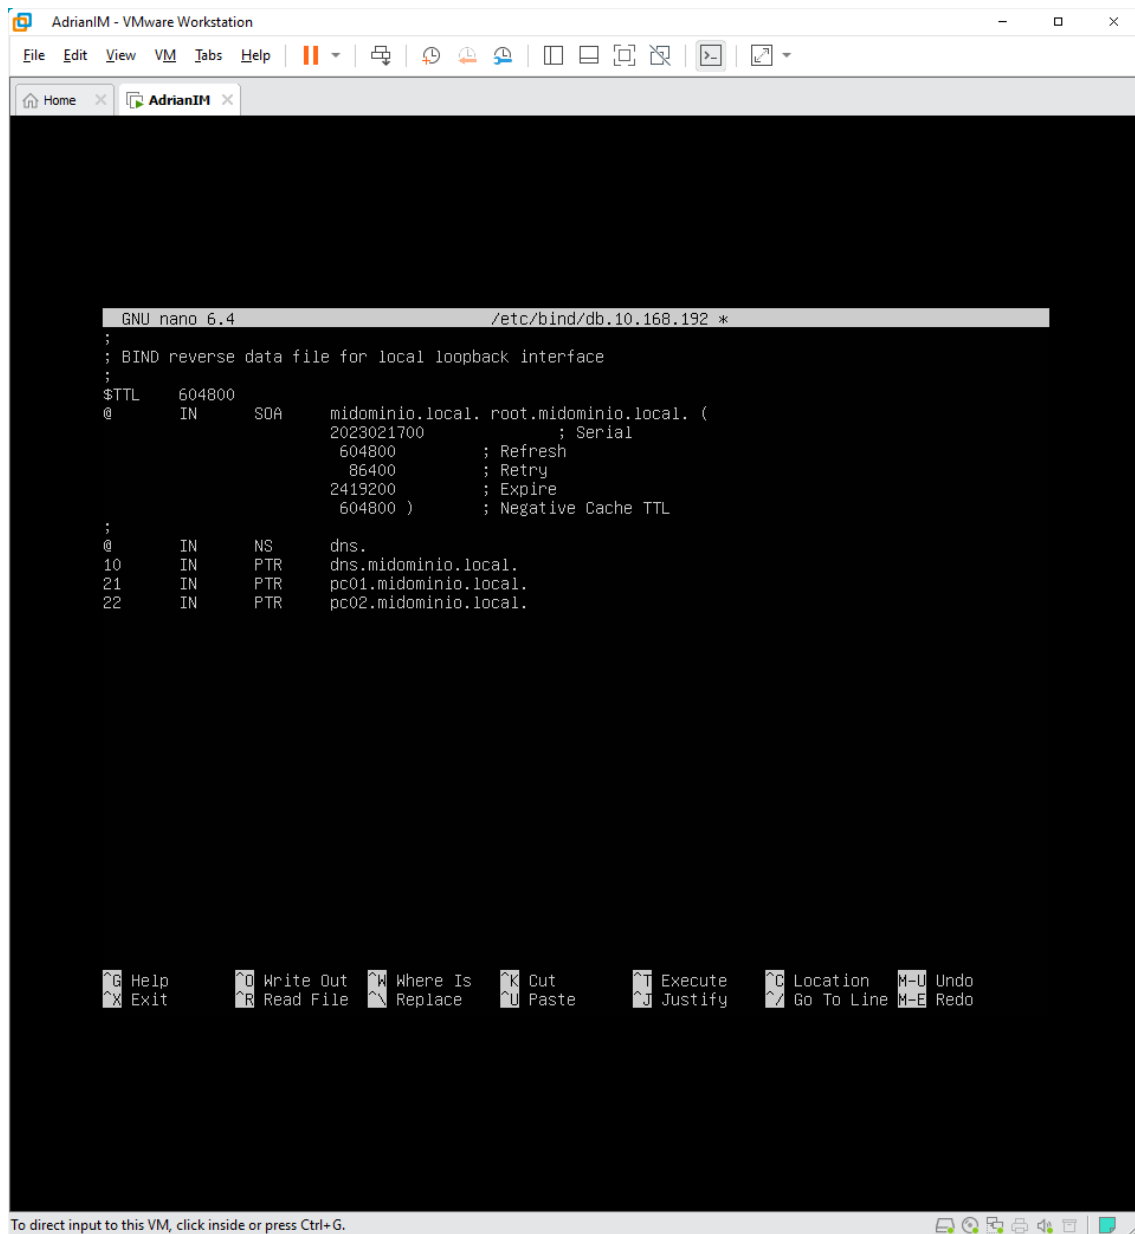 AdrianIM - VMware Workstation
File Edit View VM Tabs Help
Home AdrianIM
GNU nano 6.4 /etc/bind/db.10.168.192 *
;
; BIND reverse data file for local loopback interface
;
$TTL 604800
@ IN SOA midominio.local. root.midominio.local. (
2023021700 ; Serial
604800 ; Refresh
86400 ; Retry
2419200 ; Expire
604800 ) ; Negative Cache TTL
;
@ IN NS dns.
10 IN PTR dns.midominio.local.
21 IN PTR pc01.midominio.local.
22 IN PTR pc02.midominio.local.
^G Help ^O Write Out ^W Where Is ^K Cut ^T Execute ^C Location M-U Undo
^X Exit ^R Read File ^\ Replace ^U Paste ^J Justify ^/ Go To Line M-E Redo
To direct input to this VM, click inside or press Ctrl+G.